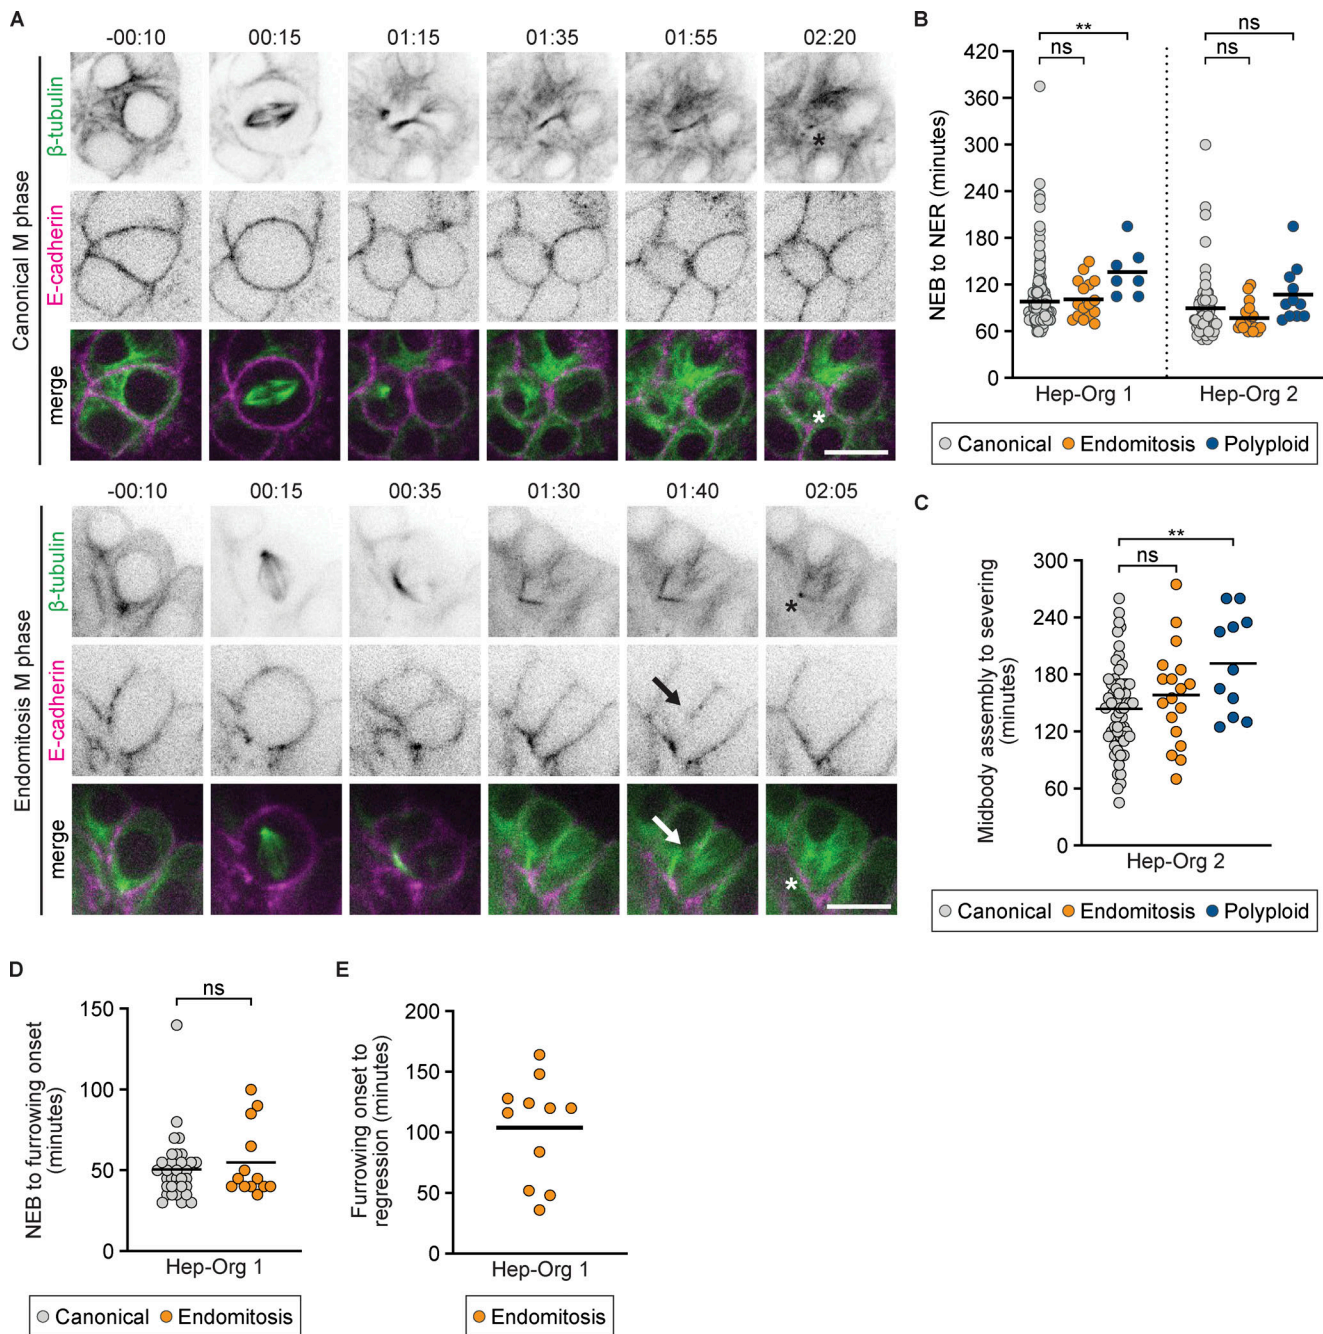 A
-00:10 00:15 01:15 01:35 01:55 02:20
Canonical M phase
β-tubulin
E-cadherin
merge
*
*
-00:10 00:15 00:35 01:30 01:40 02:05
Endomitosis M phase
β-tubulin
E-cadherin
merge
*
*
B
NEB to NER (minutes)
ns
**
ns
ns
420
360
300
240
180
120
60
0
Hep-Org 1 Hep-Org 2
Canonical Endomitosis Polyploid
C
Midbody assembly to severing
(minutes)
**
ns
300
240
180
120
60
0
Hep-Org 2
Canonical Endomitosis Polyploid
D
NEB to furrowing onset
(minutes)
ns
150
100
50
0
Hep-Org 1
Canonical Endomitosis
E
Furrowing onset to
regression (minutes)
200
150
100
50
0
Hep-Org 1
Endomitosis